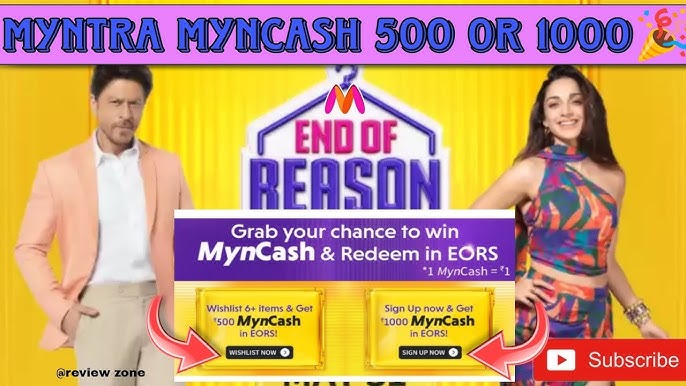 MYNTRA MYNCASH 500 OR 1000
END OF
REASON
Grab your chance to win
MynCash & Redeem in EORS
*1 MynCash = ₹1
Wishlist 6+ items & Get
₹500 MynCash
in EORS!
WISHLIST NOW
Sign Up now & Get
₹1000 MynCash
in EORS!
SIGN UP NOW
@review zone
Subscribe